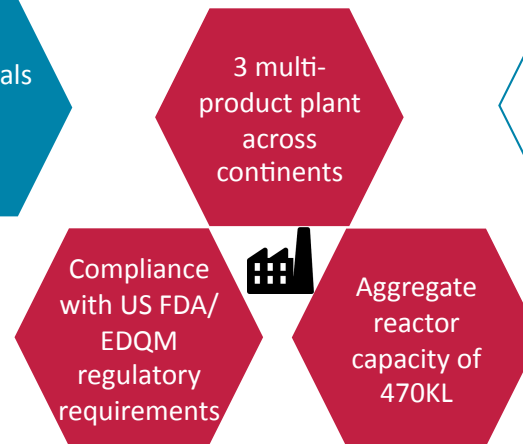 als
3 multi-
product plant
across
continents
Compliance
with US FDA/
EDQM
regulatory
requirements
Aggregate
reactor
capacity of
470KL